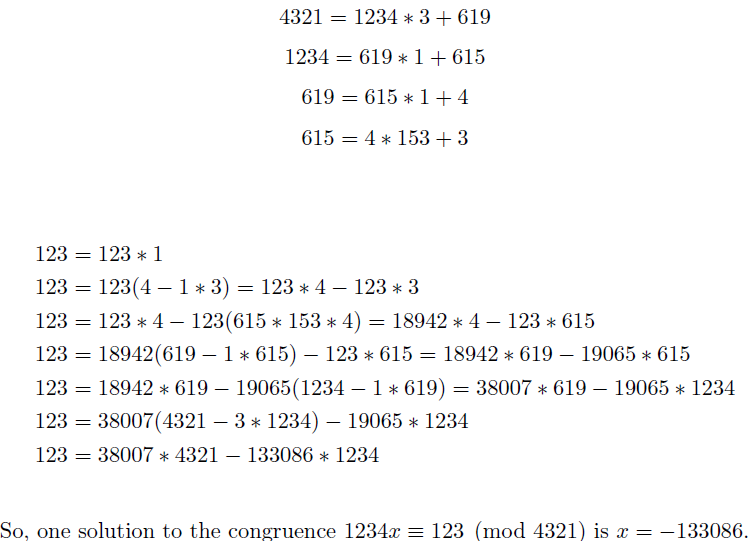 4321 = 1234 ∗ 3 + 619
1234 = 619 ∗ 1 + 615
619 = 615 ∗ 1 + 4
615 = 4 ∗ 153 + 3
123 = 123 ∗ 1
123 = 123(4 − 1 ∗ 3) = 123 ∗ 4 − 123 ∗ 3
123 = 123 ∗ 4 − 123(615 ∗ 153 ∗ 4) = 18942 ∗ 4 − 123 ∗ 615
123 = 18942(619 − 1 ∗ 615) − 123 ∗ 615 = 18942 ∗ 619 − 19065 ∗ 615
123 = 18942 ∗ 619 − 19065(1234 − 1 ∗ 619) = 38007 ∗ 619 − 19065 ∗ 1234
123 = 38007(4321 − 3 ∗ 1234) − 19065 ∗ 1234
123 = 38007 ∗ 4321 − 133086 ∗ 1234
So, one solution to the congruence 1234x ≡ 123 (mod 4321) is x = −133086.